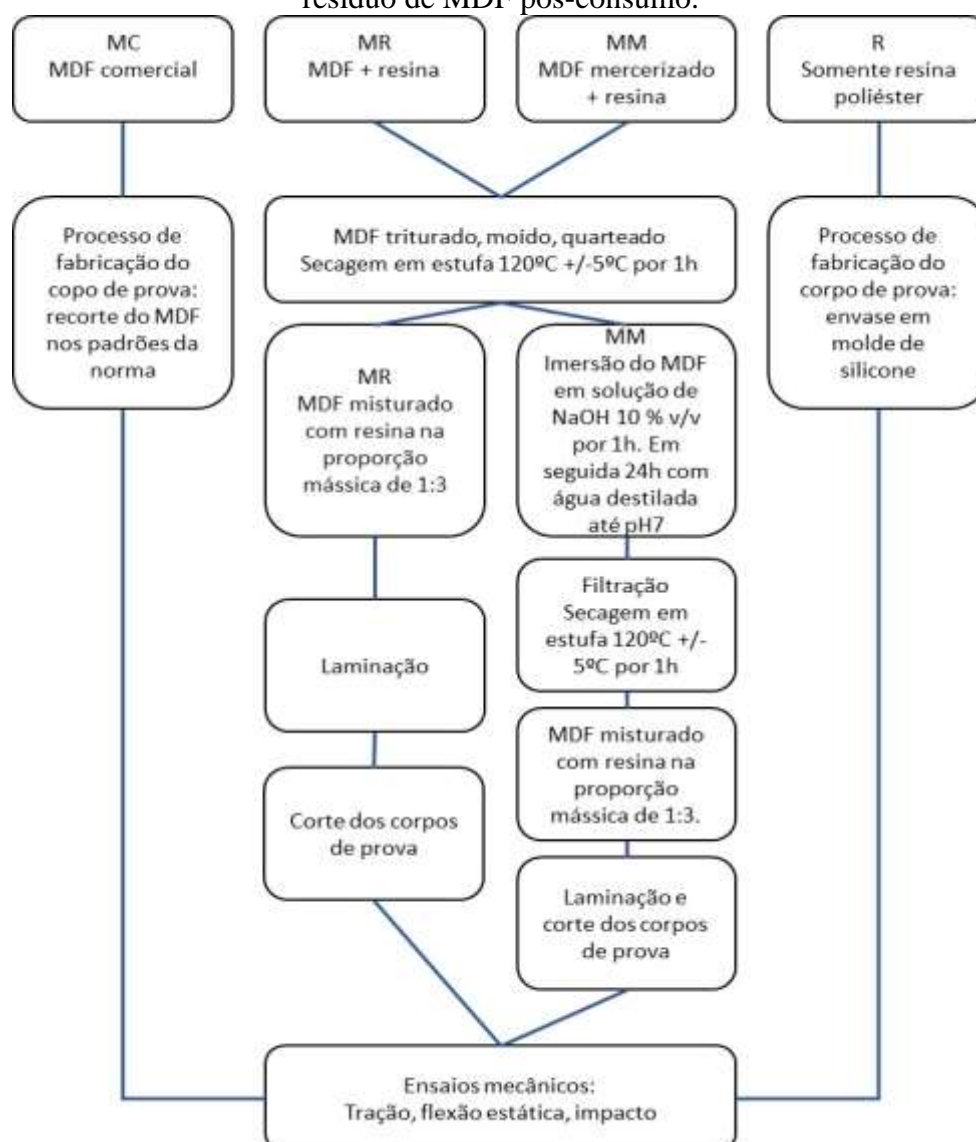 resíduo de MDF pós-consumo.
MC
MDF comercial
MR
MDF + resina
MM
MDF mercerizado
+ resina
R
Somente resina
poliéster
Processo de
fabricação do
copo de prova:
recorte do MDF
nos padrões da
norma
MDF triturado, moído, quarteado
Secagem em estufa 120ºC +/-5ºC por 1h
Processo de
fabricação do
corpo de prova:
envase em
molde de
silicone
MR
MDF misturado
com resina na
proporção
mássica de 1:3
MM
Imersão do MDF
em solução de
NaOH 10 % v/v
por 1h. Em
seguida 24h com
água destilada
até pH7
Filtração
Secagem em
estufa 120ºC +/-
5ºC por 1h
Laminação
MDF misturado
com resina na
proporção
mássica de 1:3.
Corte dos corpos
de prova
Laminação e
corte dos corpos
de prova
Ensaios mecânicos:
Tração, flexão estática, impacto